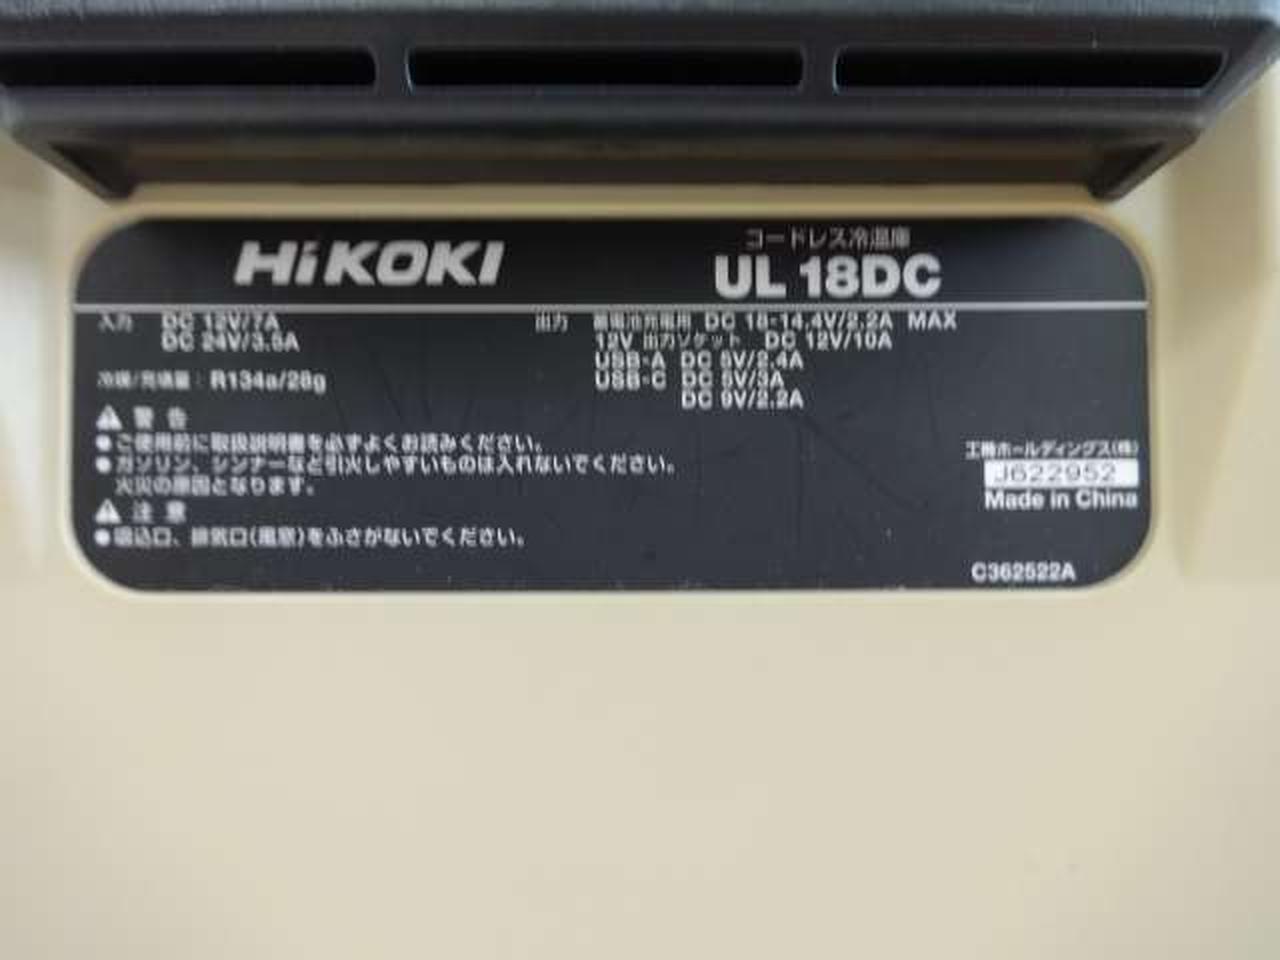 HiKOKI
コードレス冷温庫
UL 18DC
入力 DC 12V/7A
DC 24V/3.5A
冷媒/充填量: R134a/28g
出力 蓄電池充電用 DC 18-14.4V/2.2A MAX
12V 出力ソケット DC 12V/10A
USB-A DC 5V/2.4A
USB-C DC 5V/3A
DC 9V/2.2A
⚠ 警告
●ご使用前に取扱説明書を必ずよくお読みください。
●ガソリン、シンナーなど引火しやすいものは入れないでください。
火災の原因となります。
⚠ 注意
●吸込口、排気口(風窓)をふさがないでください。
工機ホールディングス(株)
J622952
Made in China
C362522A